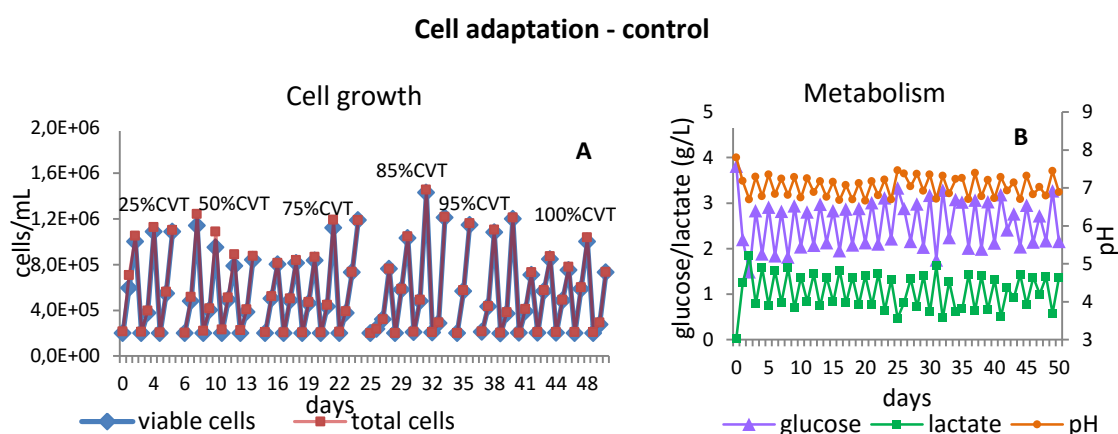 Cell adaptation - control
Cell growth
cells/mL
2,0E+06
1,6E+06
1,2E+06
8,0E+05
4,0E+05
0,0E+00
A
25%CVT
50%CVT
75%CVT
85%CVT
95%CVT
100%CVT
0 4 6 10 13 16 19 22 25 29 32 35 38 41 44 48
days
viable cells total cells
Metabolism
glucose/lactate (g/L)
5
4
3
2
1
0
B
9
8
7
6
5
4
3
pH
0 5 10 15 20 25 30 35 40 45 50
days
glucose lactate pH